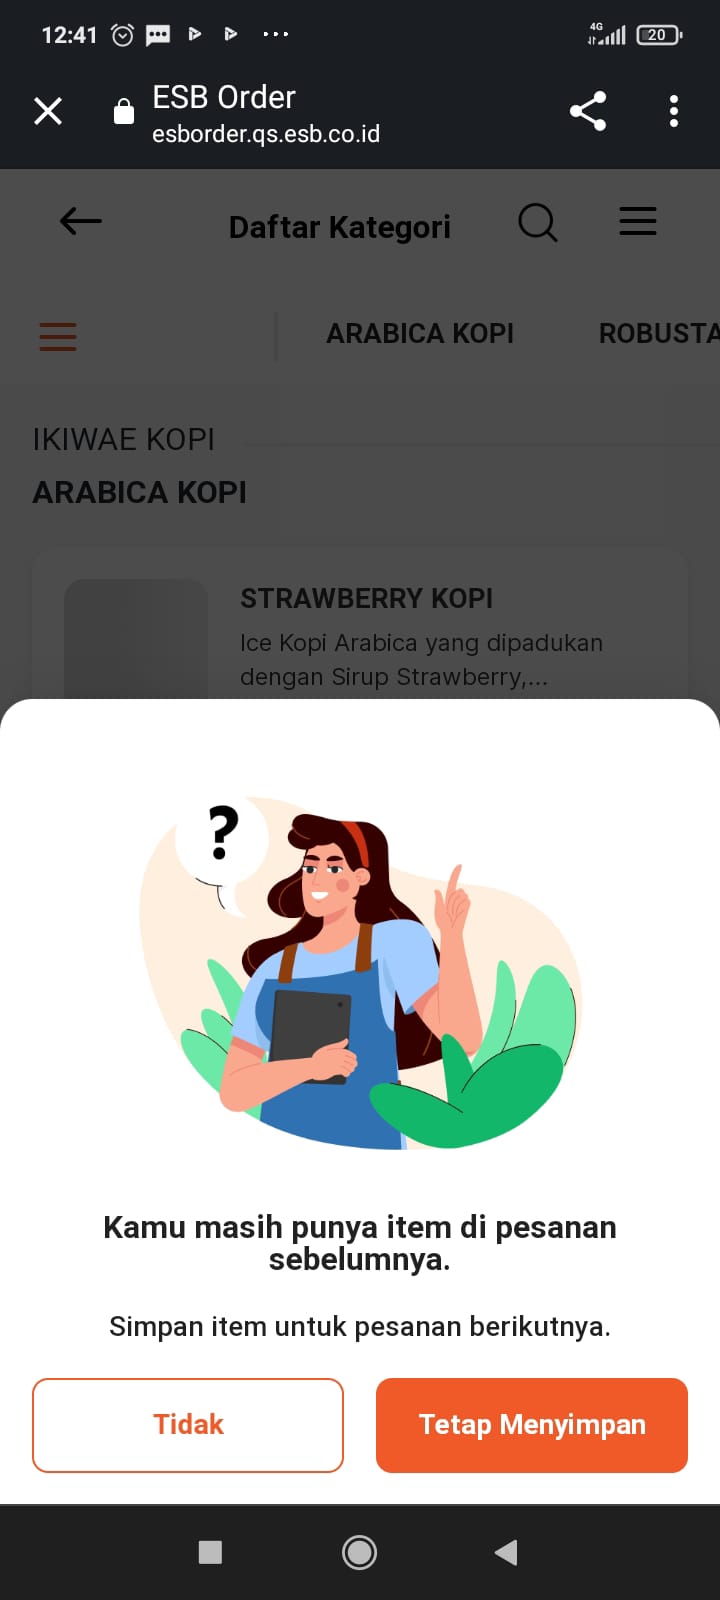 12:41
4G
20
ESB Order
esborder.qs.esb.co.id
Daftar Kategori
ARABICA KOPI ROBUSTA
IKIWAE KOPI
ARABICA KOPI
STRAWBERRY KOPI
Ice Kopi Arabica yang dipadukan
dengan Sirup Strawberry,...
?
Kamu masih punya item di pesanan
sebelumnya.
Simpan item untuk pesanan berikutnya.
Tidak
Tetap Menyimpan